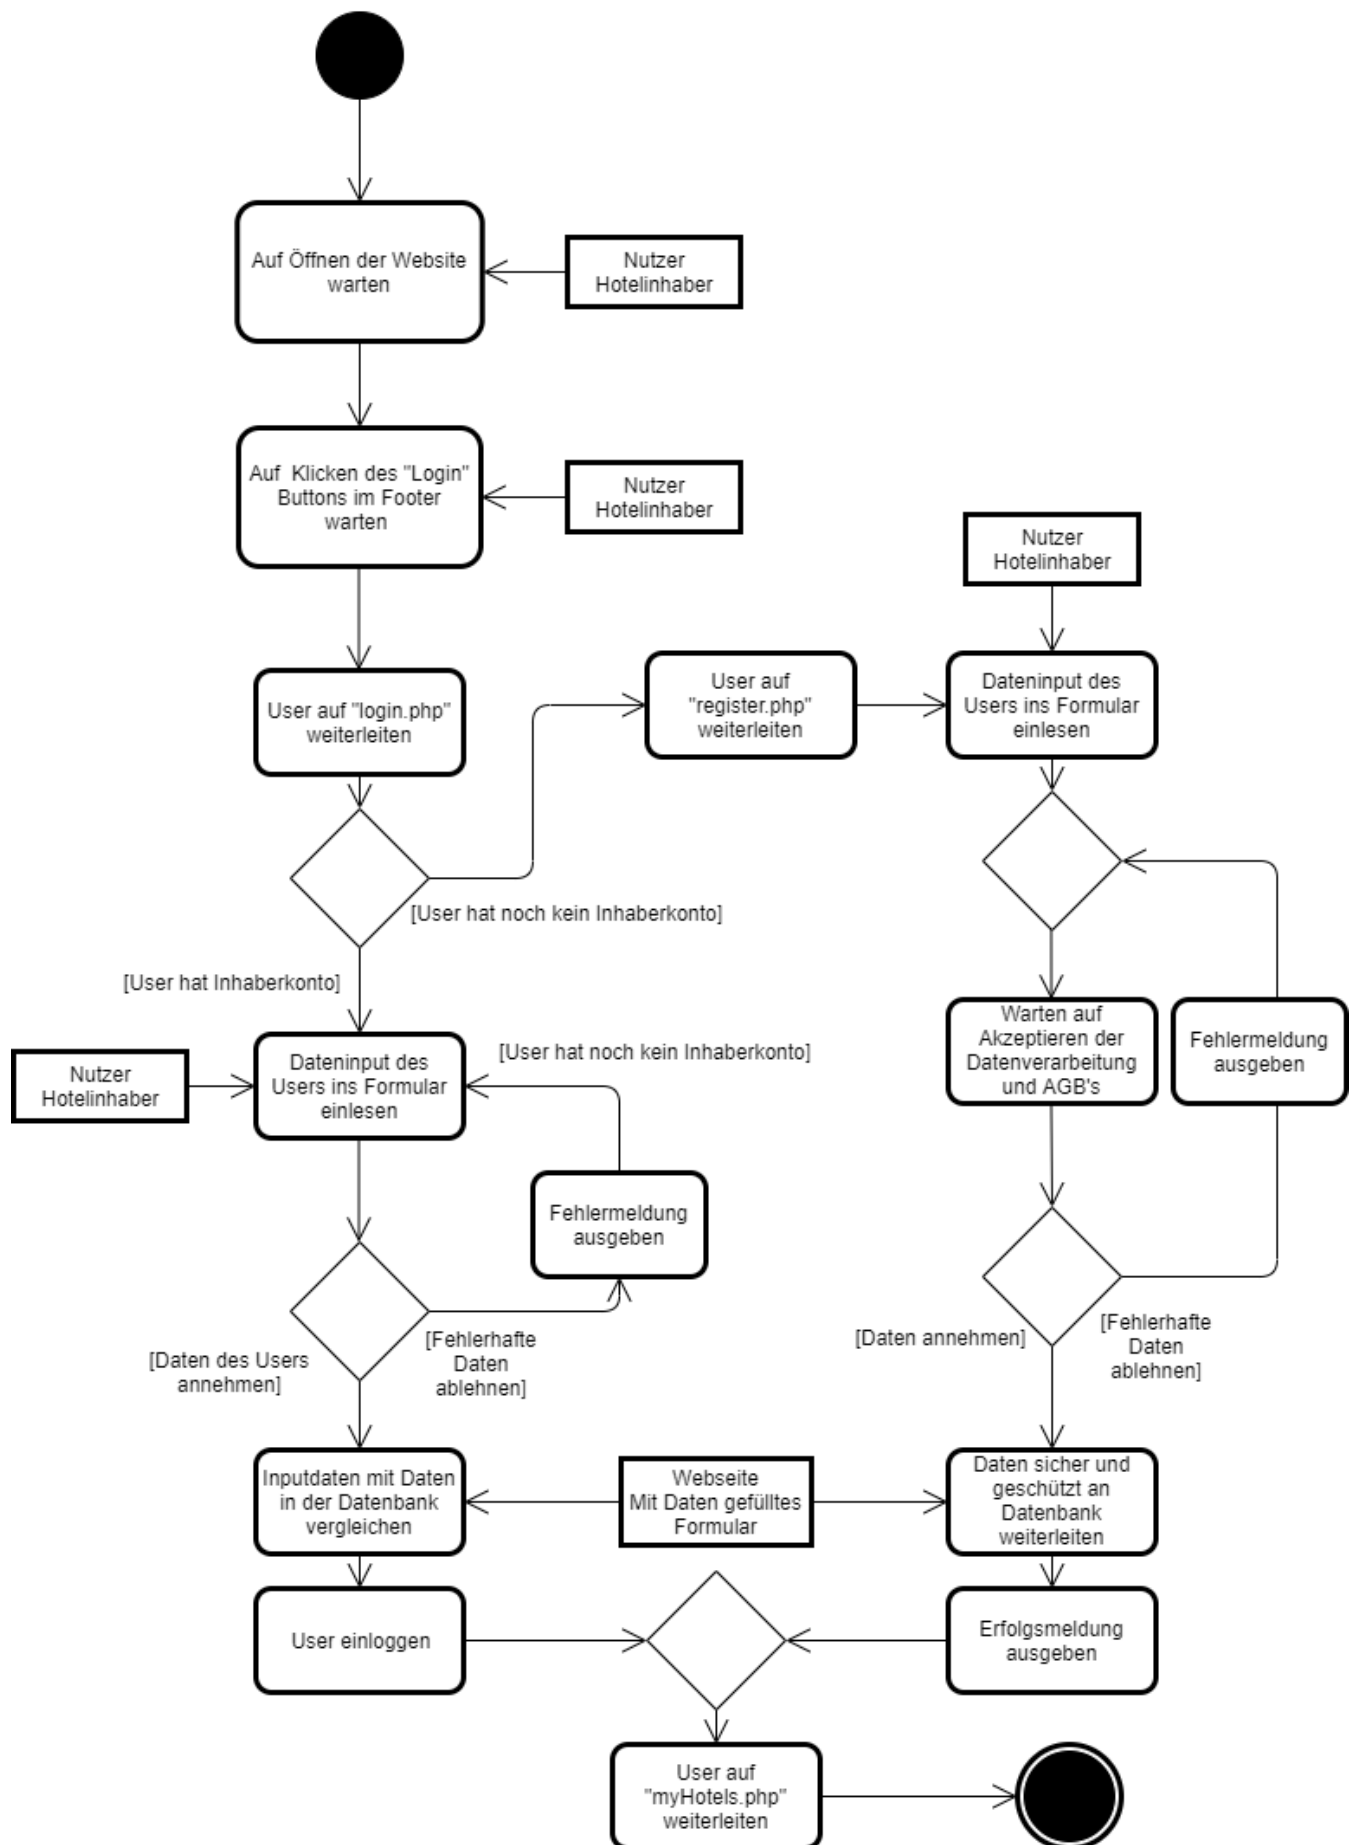 Auf Öffnen der Website
warten
Nutzer
Hotelinhaber
Auf Klicken des "Login"
Buttons im Footer
warten
Nutzer
Hotelinhaber
Nutzer
Hotelinhaber
User auf "login.php"
weiterleiten
User auf
"register.php"
weiterleiten
Dateninput des
Users ins Formular
einlesen
[User hat noch kein Inhaberkonto]
[User hat Inhaberkonto]
Nutzer
Hotelinhaber
Dateninput des
Users ins Formular
einlesen
[User hat noch kein Inhaberkonto]
Warten auf
Akzeptieren der
Datenverarbeitung
und AGB's
Fehlermeldung
ausgeben
Fehlermeldung
ausgeben
[Daten des Users
annehmen]
[Fehlerhafte
Daten
ablehnen]
[Daten annehmen]
[Fehlerhafte
Daten
ablehnen]
Inputdaten mit Daten
in der Datenbank
vergleichen
Webseite
Mit Daten gefülltes
Formular
Daten sicher und
geschützt an
Datenbank
weiterleiten
User einloggen
Erfolgsmeldung
ausgeben
User auf
"myHotels.php"
weiterleiten